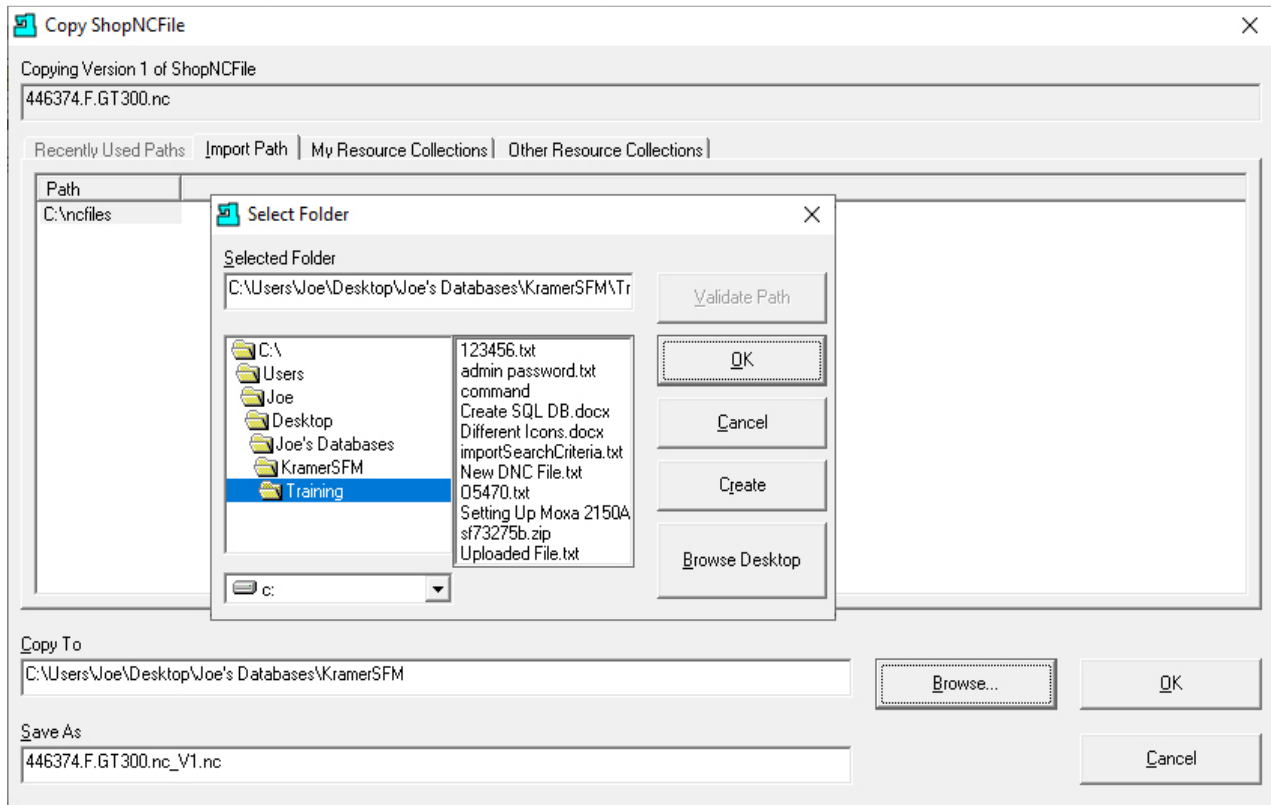 Copy ShopNCFile
Copying Version 1 of ShopNCFile
446374.F.GT300.nc
Recently Used Paths Import Path My Resource Collections Other Resource Collections
Path
C:\ncfiles
Select Folder
Selected Folder
C:\Users\Joe\Desktop\Joe's Databases\KramerSFM\Tr
Validate Path
C:\
Users
Joe
Desktop
Joe's Databases
KramerSFM
Training
123456.txt
admin password.txt
command
Create SQL DB.docx
Different Icons.docx
importSearchCriteria.txt
New DNC File.txt
O5470.txt
Setting Up Moxa 2150A
sf73275b.zip
Uploaded File.txt
OK
Cancel
Create
Browse Desktop
c:
Copy To
C:\Users\Joe\Desktop\Joe's Databases\KramerSFM
Browse...
OK
Save As
446374.F.GT300.nc_V1.nc
Cancel